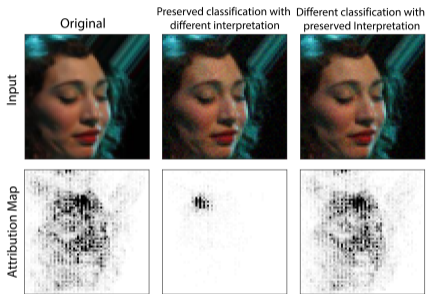 Original
Preserved classification with
different interpretation
Different classification with
preserved Interpretation
Input
Attribution Map